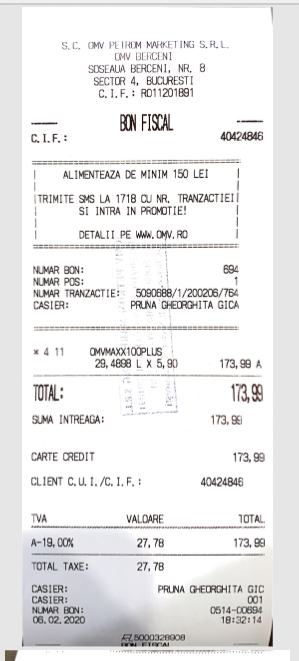 S.C. OMV PETROM MARKETING S.R.L.
OMV BERCENI
SOSEAUA BERCENI, NR. 8
SECTOR 4, BUCURESTI
C.I.F.: RO11201891
BON FISCAL
C.I.F.: 40424846
ALIMENTEAZA DE MINIM 150 LEI
TRIMITE SMS LA 1718 CU NR. TRANZACTIEI
SI INTRA IN PROMOTIE!
DETALII PE WWW.OMV.RO
NUMAR BON: 694
NUMAR POS: 1
NUMAR TRANZACTIE: 5090688/1/200206/764
CASIER: PRUNA GHEORGHITA GICA
* 4 11 OMVMAXX100PLUS
29,4898 L X 5,90 173,99 A
TOTAL: 173,99
SUMA INTREAGA: 173,99
CARTE CREDIT 173,99
CLIENT C.U.I./C.I.F.: 40424846
TVA VALOARE TOTAL
A-19,00% 27,78 173,99
TOTAL TAXE: 27,78
CASIER: PRUNA GHEORGHITA GIC
CASIER: 001
NUMAR BON: 0514-00694
06.02.2020 18:32:14
5000328908
BON FISCAL